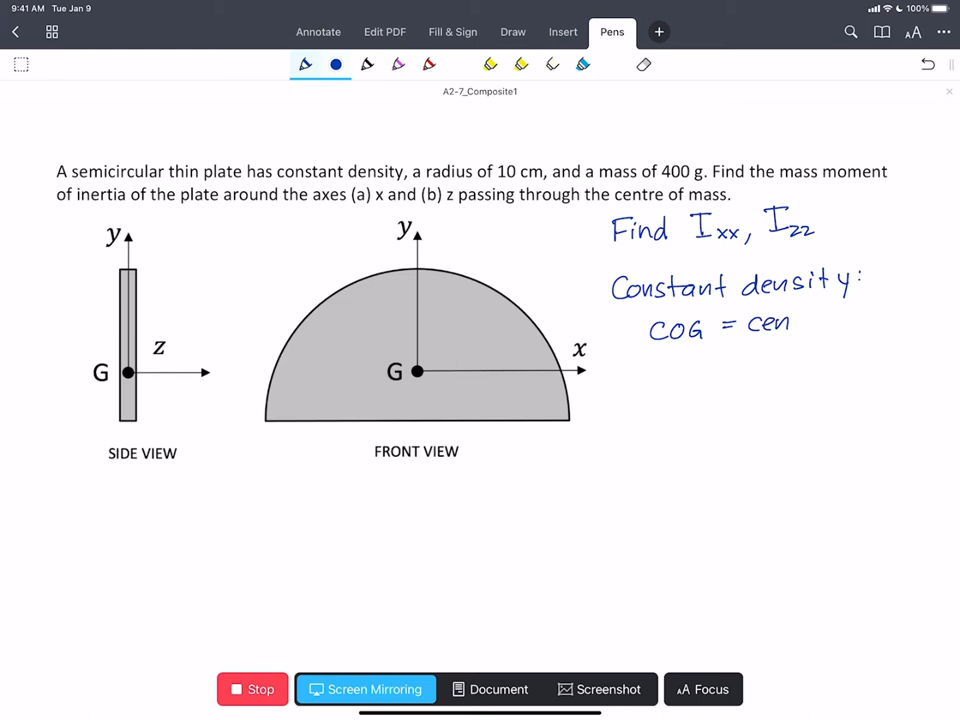 9:41 AM Tue Jan 9
100%
Annotate Edit PDF Fill & Sign Draw Insert Pens
AA
A2-7_Composite1
A semicircular thin plate has constant density, a radius of 10 cm, and a mass of 400 g. Find the mass moment
of inertia of the plate around the axes (a) x and (b) z passing through the centre of mass.
Find Ixx, Izz
Constant density:
COG = cen
y
z
G
SIDE VIEW
y
x
G
FRONT VIEW
Stop Screen Mirroring Document Screenshot AA Focus